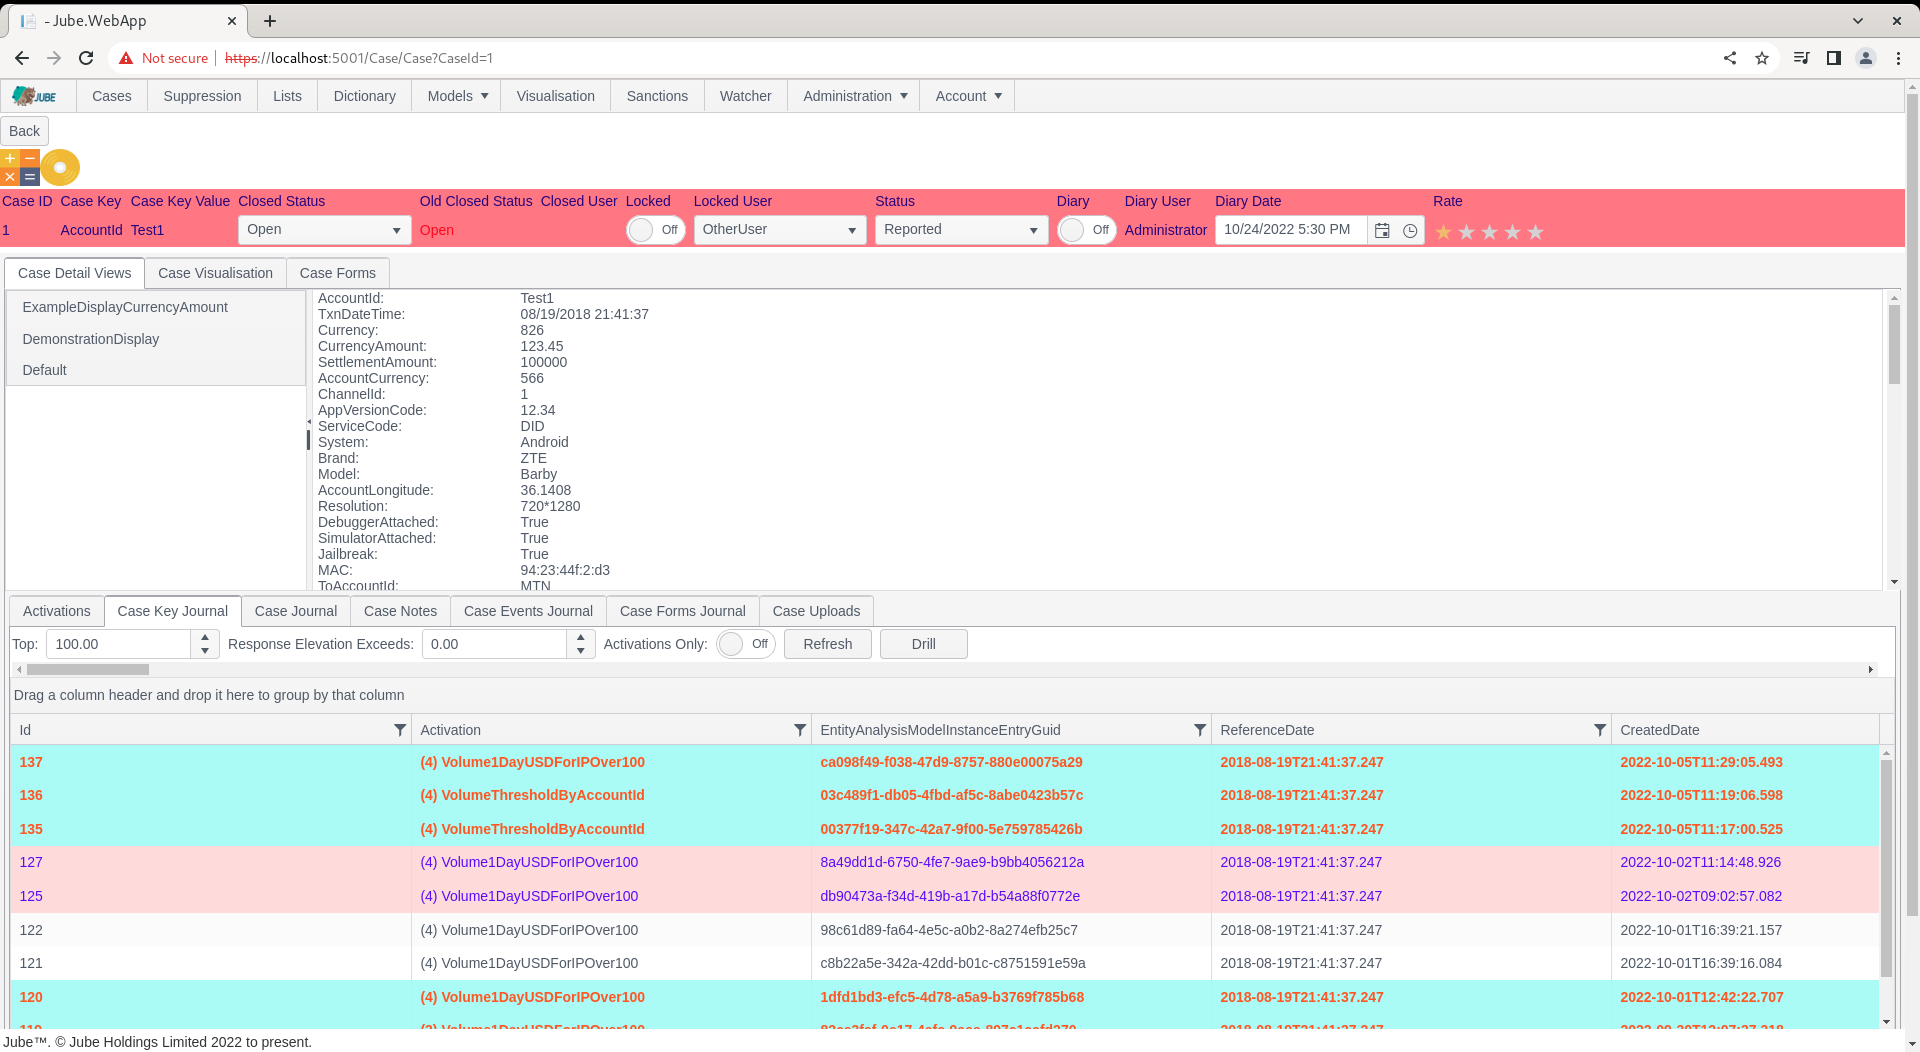 - Jube.WebApp
Not secure https://localhost:5001/Case/Case?CaseId=1
JUBE Cases Suppression Lists Dictionary Models Visualisation Sanctions Watcher Administration Account
Back
Case ID Case Key Case Key Value Closed Status Old Closed Status Closed User Locked Locked User Status Diary Diary User Diary Date Rate
1 AccountId Test1 Open Open Off OtherUser Reported Off Administrator 10/24/2022 5:30 PM
Case Detail Views Case Visualisation Case Forms
ExampleDisplayCurrencyAmount
DemonstrationDisplay
Default
AccountId: Test1
TxnDateTime: 08/19/2018 21:41:37
Currency: 826
CurrencyAmount: 123.45
SettlementAmount: 100000
AccountCurrency: 566
ChannelId: 1
AppVersionCode: 12.34
ServiceCode: DID
System: Android
Brand: ZTE
Model: Barby
AccountLongitude: 36.1408
Resolution: 720*1280
DebuggerAttached: True
SimulatorAttached: True
Jailbreak: True
MAC: 94:23:44f:2:d3
ToAccountId: MTN
Activations Case Key Journal Case Journal Case Notes Case Events Journal Case Forms Journal Case Uploads
Top: 100.00 Response Elevation Exceeds: 0.00 Activations Only: Off Refresh Drill
Drag a column header and drop it here to group by that column
Id Activation EntityAnalysisModelInstanceEntryGuid ReferenceDate CreatedDate
137 (4) Volume1DayUSDForIPOver100 ca098f49-f038-47d9-8757-880e00075a29 2018-08-19T21:41:37.247 2022-10-05T11:29:05.493
136 (4) VolumeThresholdByAccountId 03c489f1-db05-4fbd-af5c-8abe0423b57c 2018-08-19T21:41:37.247 2022-10-05T11:19:06.598
135 (4) VolumeThresholdByAccountId 00377f19-347c-42a7-9f00-5e759785426b 2018-08-19T21:41:37.247 2022-10-05T11:17:00.525
127 (4) Volume1DayUSDForIPOver100 8a49dd1d-6750-4fe7-9ae9-b9bb4056212a 2018-08-19T21:41:37.247 2022-10-02T11:14:48.926
125 (4) Volume1DayUSDForIPOver100 db90473a-f34d-419b-a17d-b54a88f0772e 2018-08-19T21:41:37.247 2022-10-02T09:02:57.082
122 (4) Volume1DayUSDForIPOver100 98c61d89-fa64-4e5c-a0b2-8a274efb25c7 2018-08-19T21:41:37.247 2022-10-01T16:39:21.157
121 (4) Volume1DayUSDForIPOver100 c8b22a5e-342a-42dd-b01c-c8751591e59a 2018-08-19T21:41:37.247 2022-10-01T16:39:16.084
120 (4) Volume1DayUSDForIPOver100 1dfd1bd3-efc5-4d78-a5a9-b3769f785b68 2018-08-19T21:41:37.247 2022-10-01T12:42:22.707
Jube™. © Jube Holdings Limited 2022 to present.